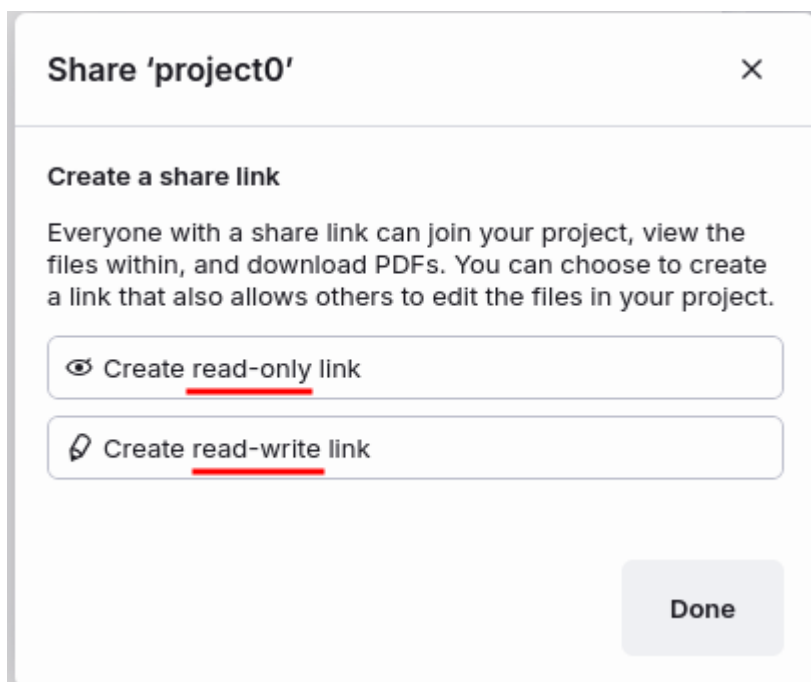 Share ‘project0’
Create a share link
Everyone with a share link can join your project, view the
files within, and download PDFs. You can choose to create
a link that also allows others to edit the files in your project.
Create read-only link
Create read-write link
Done